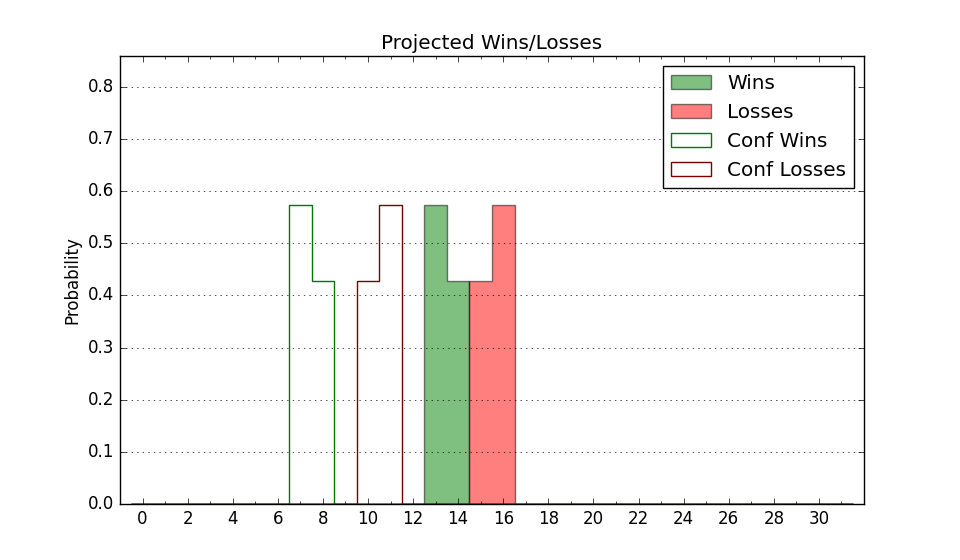 Projected Wins/Losses
Wins
Losses
Conf Wins
Conf Losses
Probability
0.8
0.7
0.6
0.5
0.4
0.3
0.2
0.1
0.0
0 2 4 6 8 10 12 14 16 18 20 22 24 26 28 30